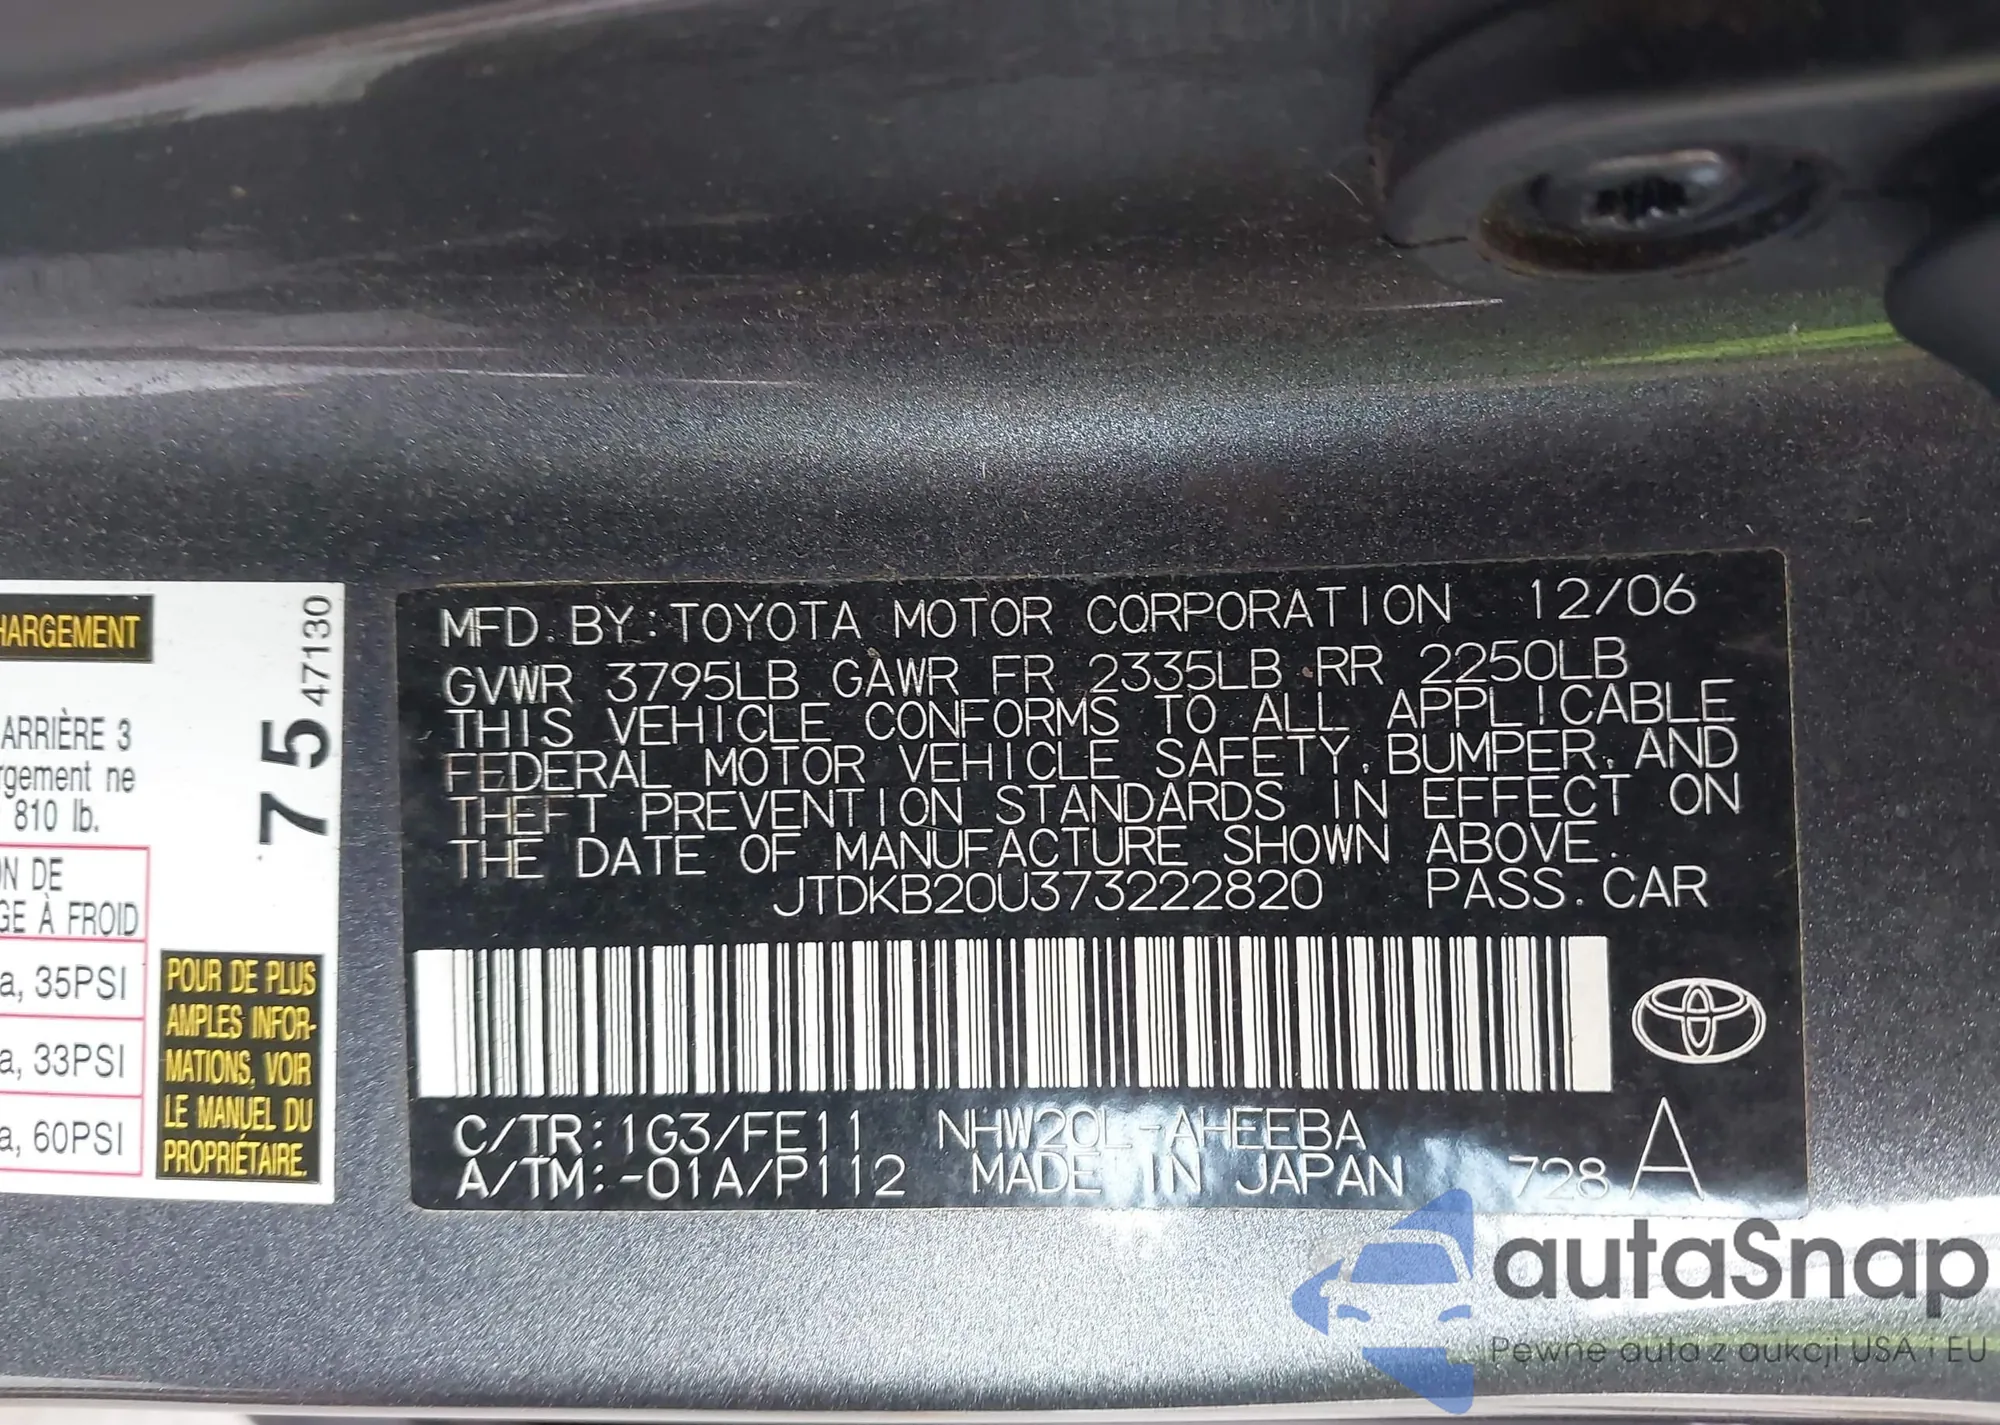 HARGEMENT
ARRIÈRE 3
rgement ne
810 lb.
N DE
GE À FROID
a, 35PSI
a, 33PSI
a, 60PSI
7 5 47130
POUR DE PLUS
AMPLES INFOR-
MATIONS, VOIR
LE MANUEL DU
PROPRIÉTAIRE.
MFD. BY: TOYOTA MOTOR CORPORATION 12/06
GVWR 3795LB GAWR FR 2335LB RR 2250LB
THIS VEHICLE CONFORMS TO ALL APPLICABLE
FEDERAL MOTOR VEHICLE SAFETY, BUMPER, AND
THEFT PREVENTION STANDARDS IN EFFECT ON
THE DATE OF MANUFACTURE SHOWN ABOVE.
JTDKB20U373222820 PASS. CAR
C/TR: 1G3/FE11 NHW20L-AHEEBA
A/TM: -01A/P112 MADE IN JAPAN 728 A
autaSnap
Pewne auta z aukcji USA i EU